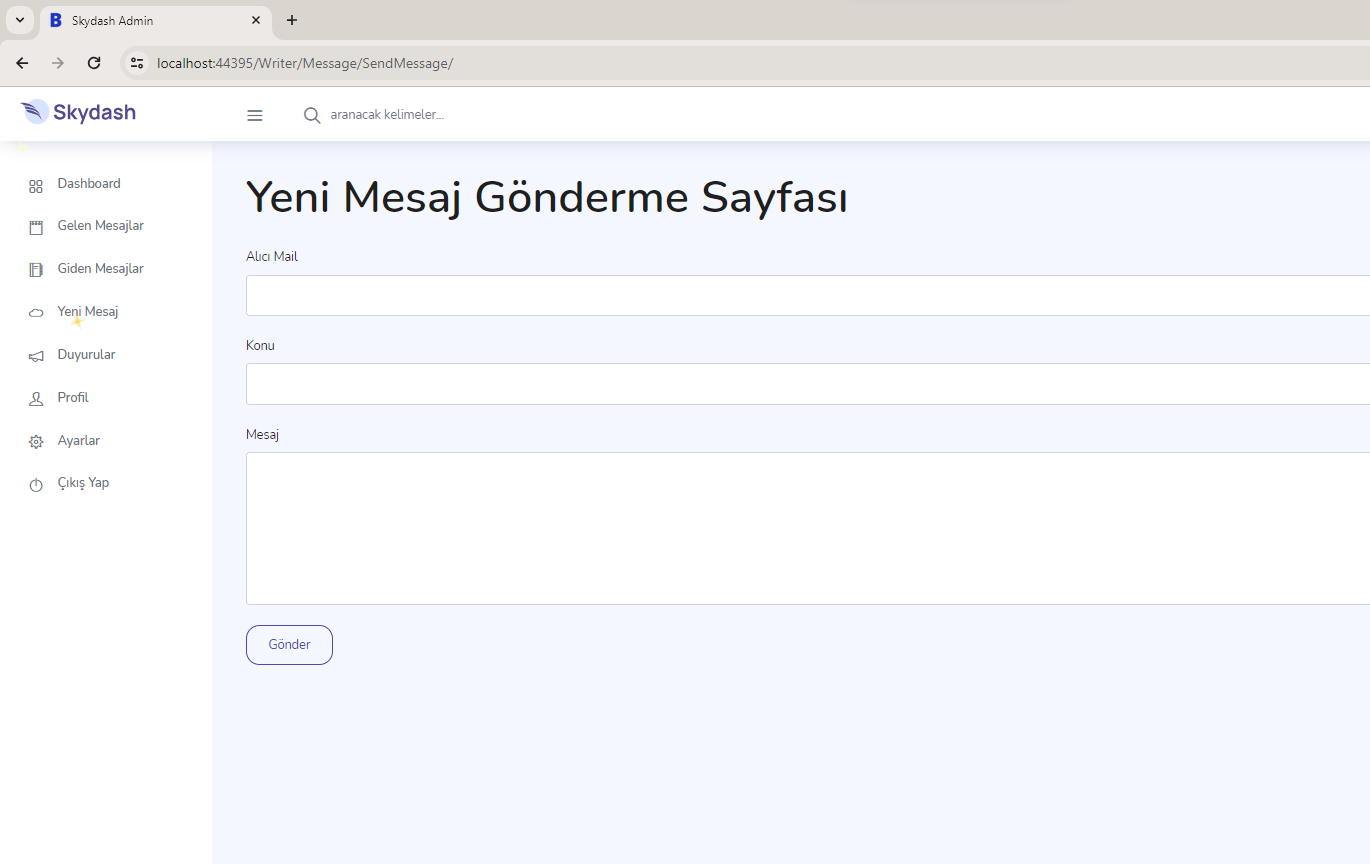 Skydash Admin
localhost:44395/Writer/Message/SendMessage/
Skydash
aranacak kelimeler...
Dashboard
Gelen Mesajlar
Giden Mesajlar
Yeni Mesaj
Duyurular
Profil
Ayarlar
Çıkış Yap
Yeni Mesaj Gönderme Sayfası
Alıcı Mail
Konu
Mesaj
Gönder